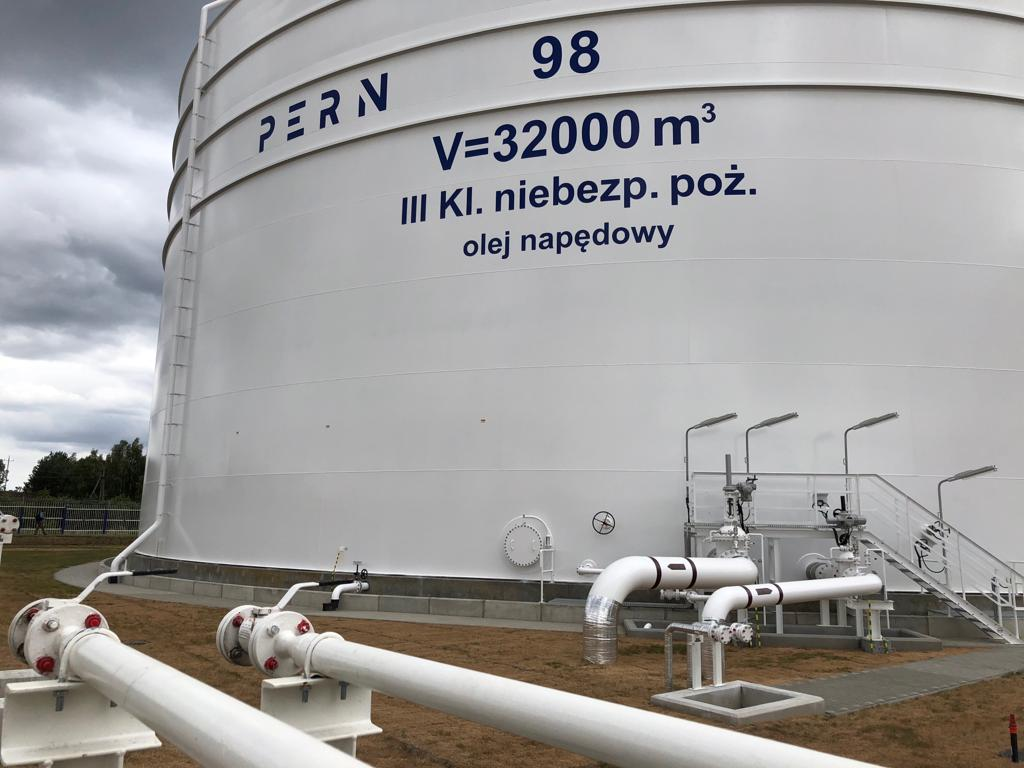 98
PERN
V=32000 m³
III Kl. niebezp. poż.
olej napędowy